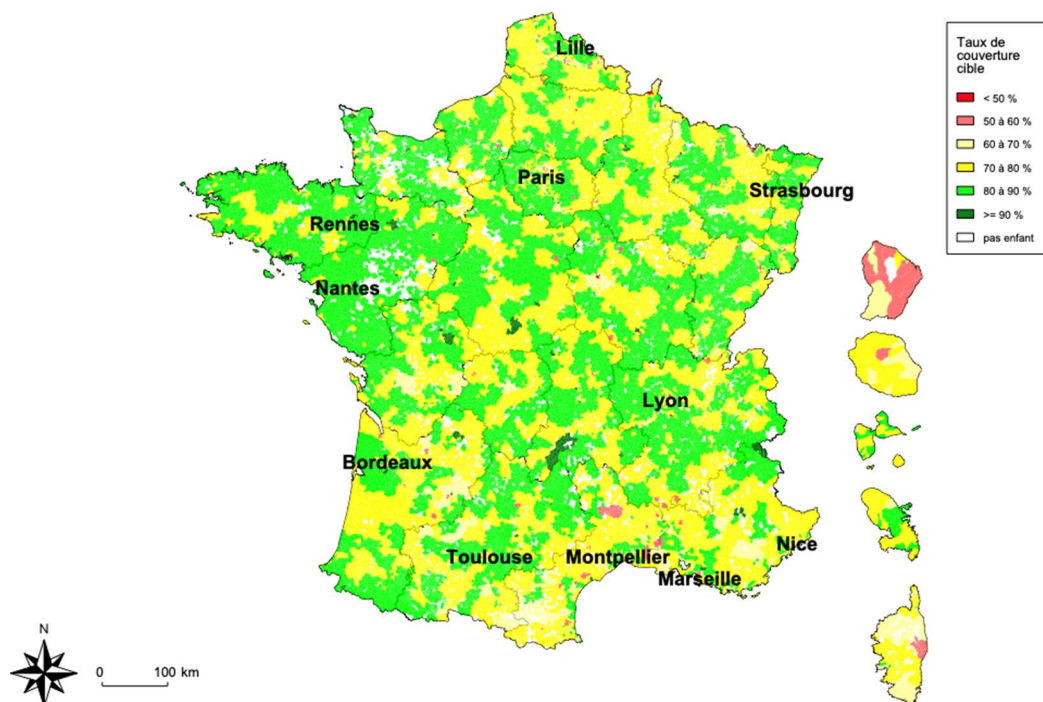 Lille
Paris
Strasbourg
Rennes
Nantes
Lyon
Bordeaux
Toulouse
Montpellier
Nice
Marseille
Taux de
couverture
cible
< 50 %
50 à 60 %
60 à 70 %
70 à 80 %
80 à 90 %
>= 90 %
pas enfant
N
0 100 km